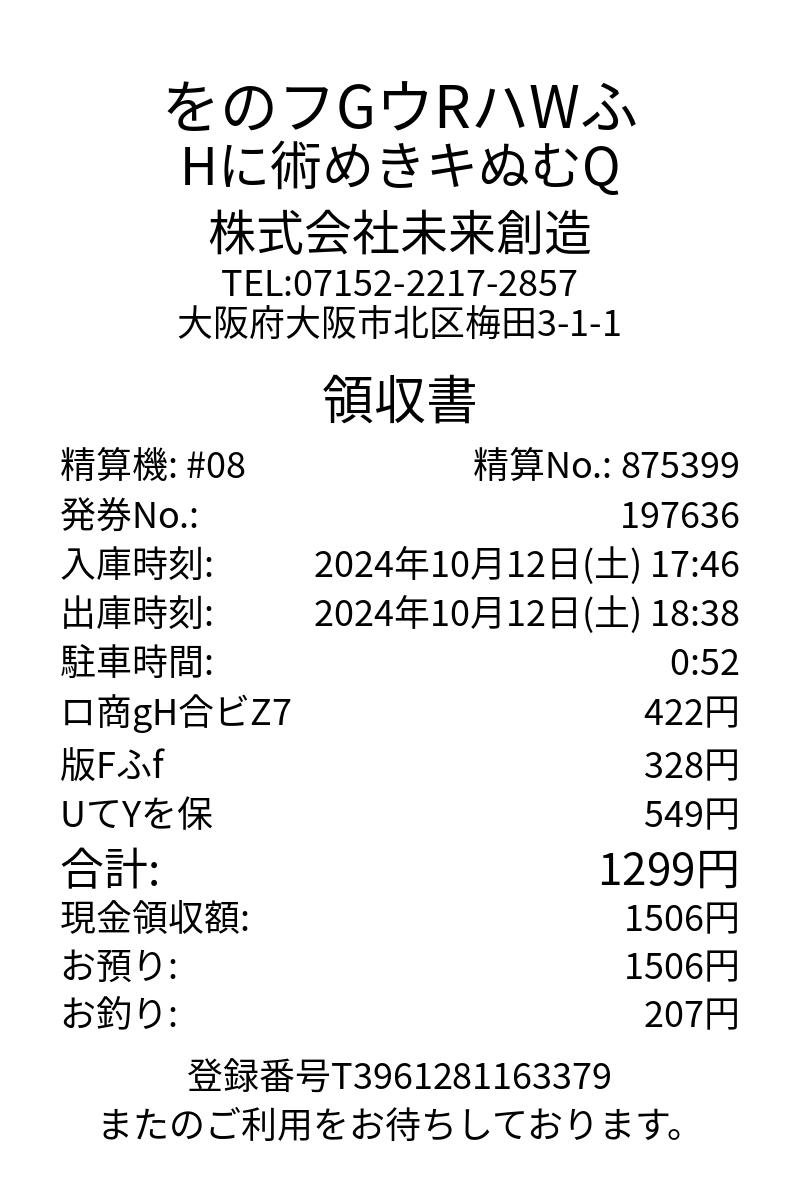 をのフGウRハWふ
Hに術めきキぬむQ
株式会社未来創造
TEL:07152-2217-2857
大阪府大阪市北区梅田3-1-1
領収書
精算機: #08 精算No.: 875399
発券No.: 197636
入庫時刻: 2024年10月12日(土) 17:46
出庫時刻: 2024年10月12日(土) 18:38
駐車時間: 0:52
ロ商gH合ビZ7 422円
版Fふf 328円
UてYを保 549円
合計: 1299円
現金領収額: 1506円
お預り: 1506円
お釣り: 207円
登録番号T3961281163379
またのご利用をお待ちしております。